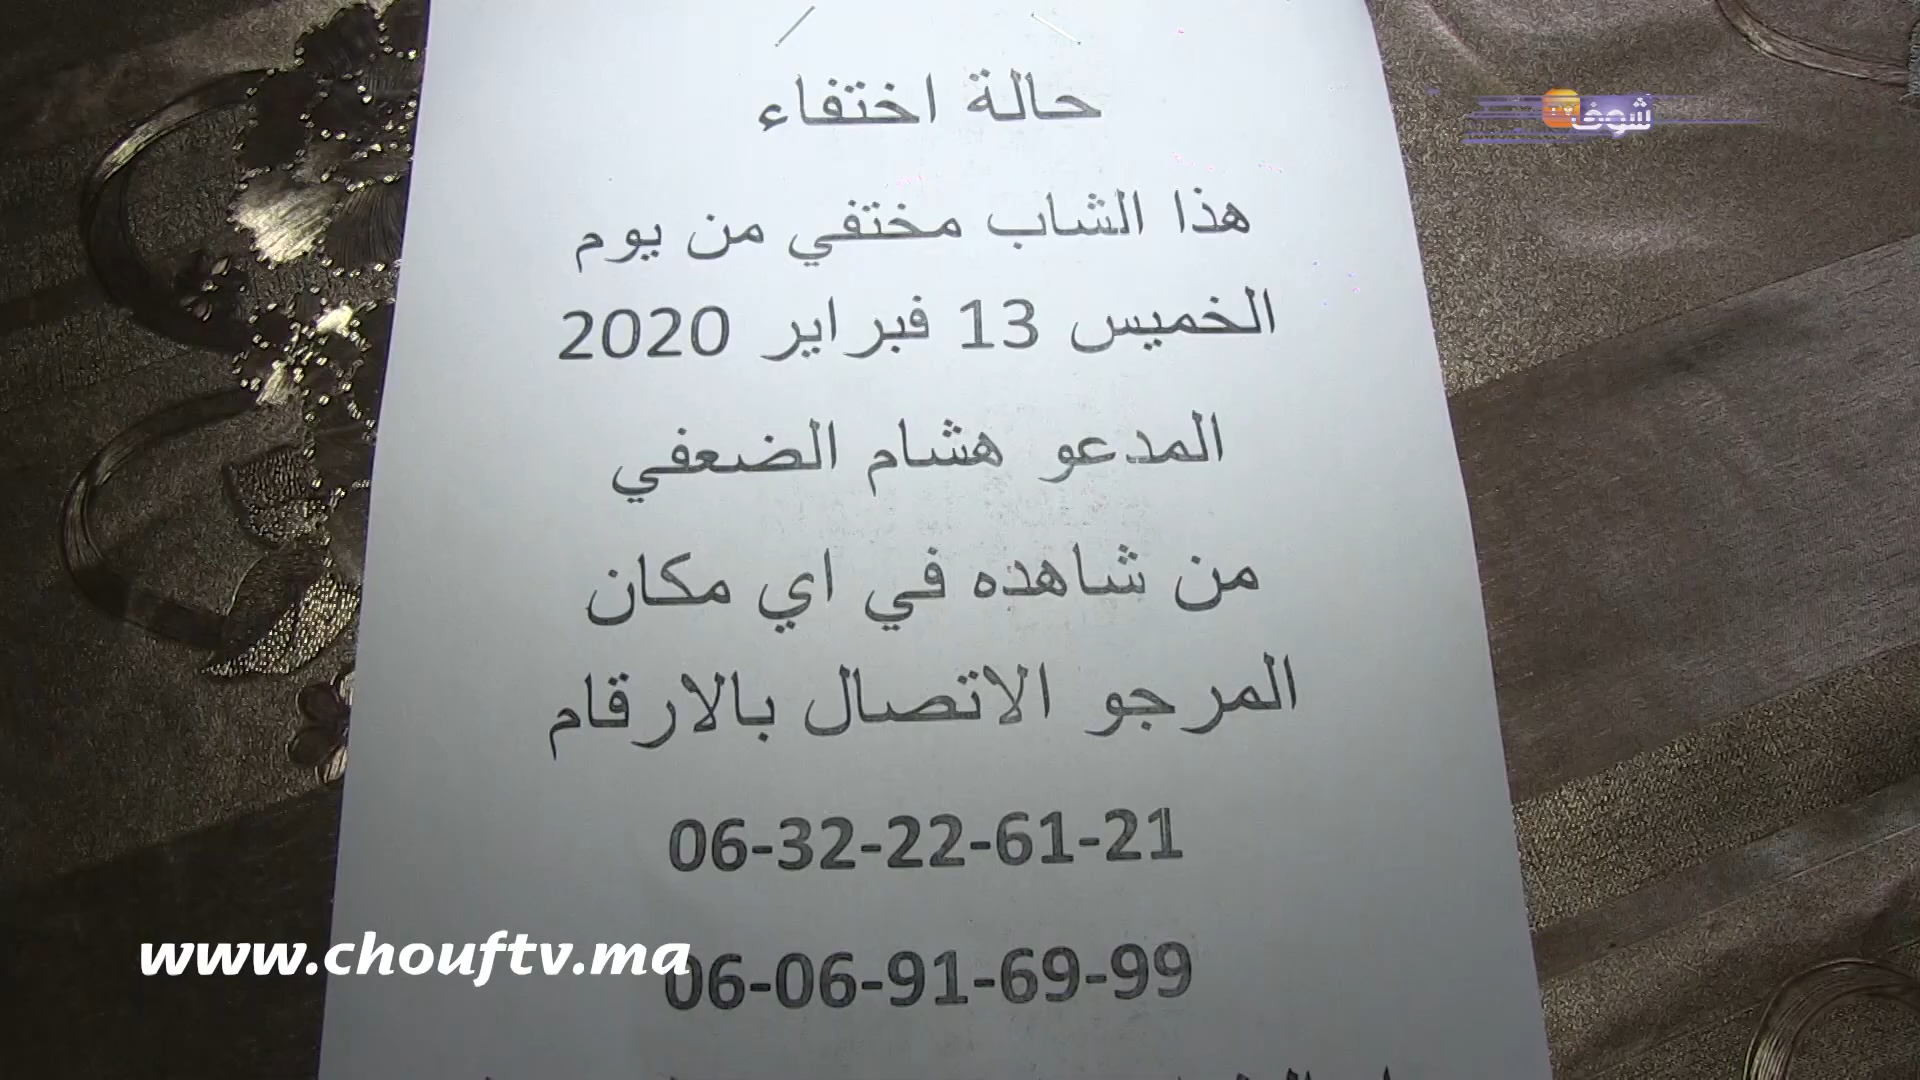 حالة اختفاء
شوف
هذا الشاب مختفي من يوم
الخميس 13 فبراير 2020
المدعو هشام الضعفي
من شاهده في اي مكان
المرجو الاتصال بالارقام
06-32-22-61-21
www.chouftv.ma
06-06-91-69-99